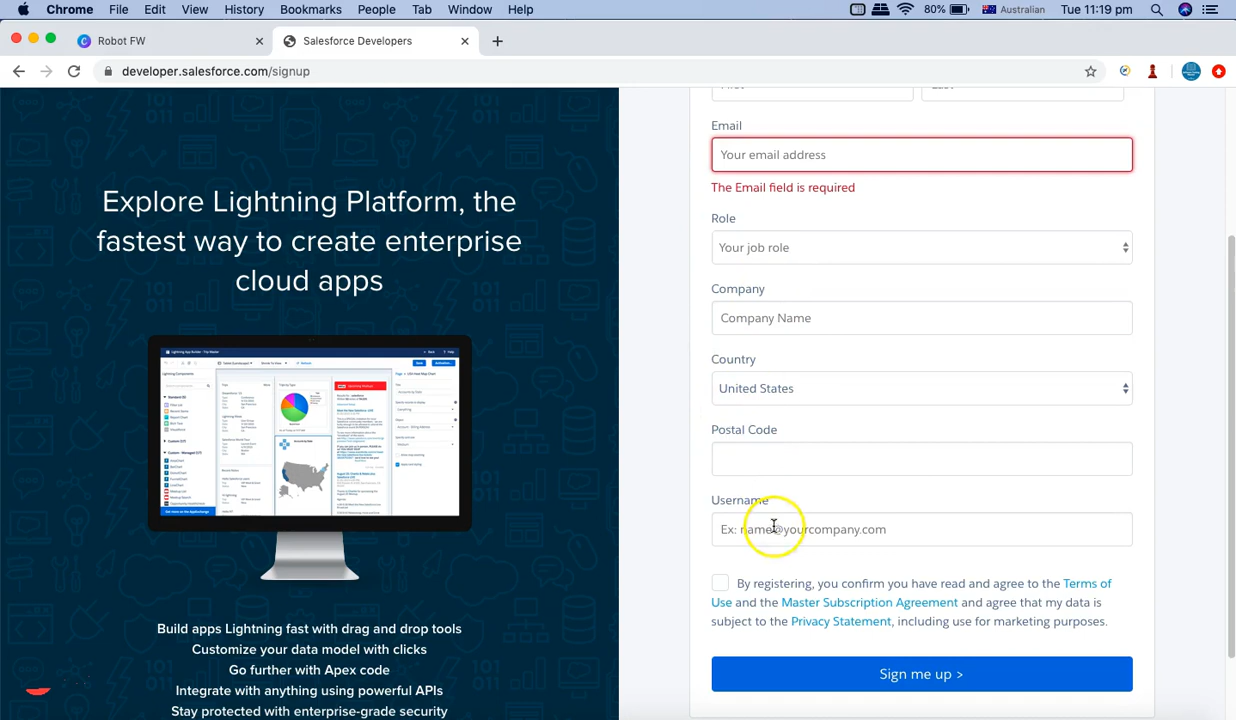 Chrome File Edit View History Bookmarks People Tab Window Help 80% Australian Tue 11:19 pm
Robot FW
Salesforce Developers
developer.salesforce.com/signup
Explore Lightning Platform, the
fastest way to create enterprise
cloud apps
Build apps Lightning fast with drag and drop tools
Customize your data model with clicks
Go further with Apex code
Integrate with anything using powerful APIs
Stay protected with enterprise-grade security
Email
Your email address
The Email field is required
Role
Your job role
Company
Company Name
Country
United States
Postal Code
Username
Ex: name@yourcompany.com
By registering, you confirm you have read and agree to the Terms of
Use and the Master Subscription Agreement and agree that my data is
subject to the Privacy Statement, including use for marketing purposes.
Sign me up >